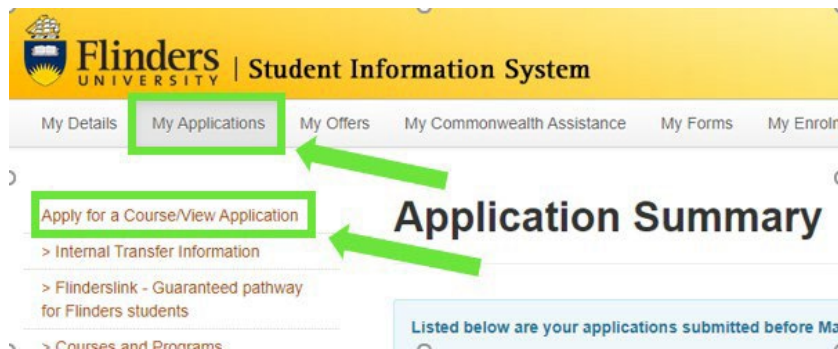 Flinders
UNIVERSITY | Student Information System
My Details My Applications My Offers My Commonwealth Assistance My Forms
Apply for a Course/View Application
> Internal Transfer Information
> Flinderslink - Guaranteed pathway
for Flinders students
> Courses and Programs
Application Summary
Listed below are your applications submitted before